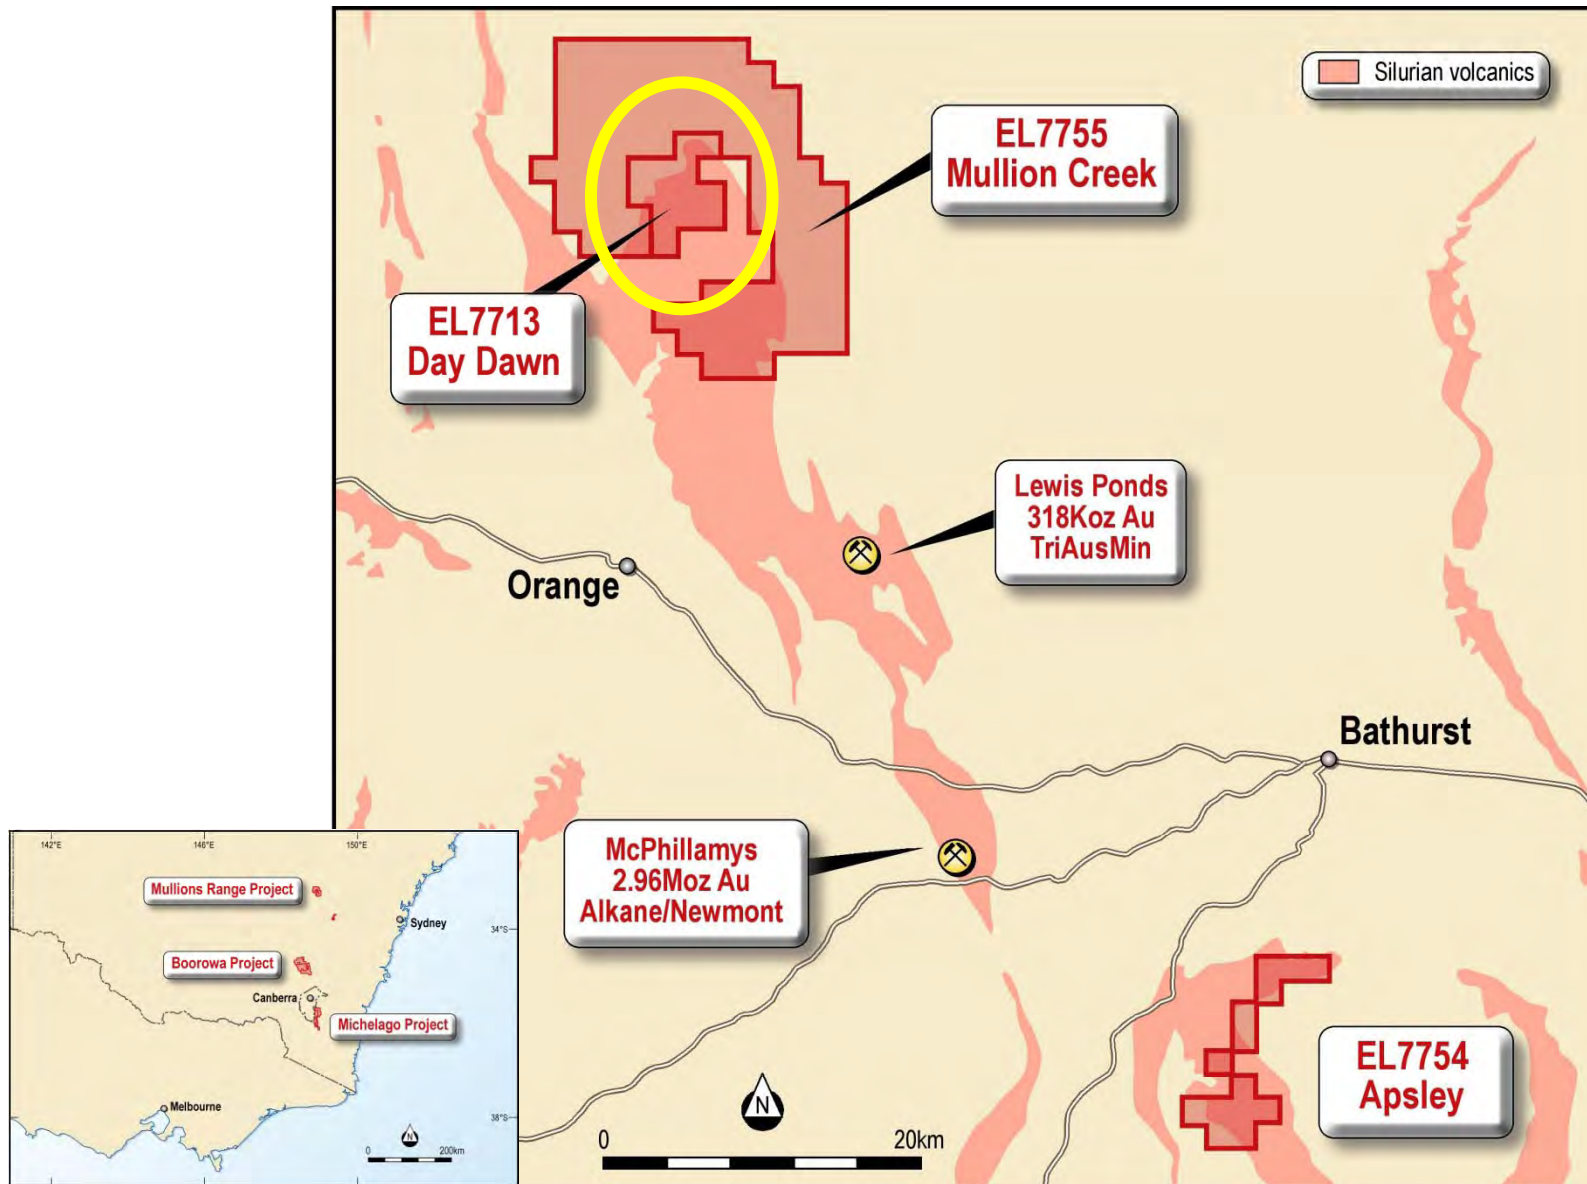 Silurian volcanics
EL7755
Mullion Creek
EL7713
Day Dawn
Lewis Ponds
318Koz Au
TriAusMin
Orange
Bathurst
McPhillamys
2.96Moz Au
Alkane/Newmont
EL7754
Apsley
N
0
20km
142°E
146°E
150°E
Mullions Range Project
Sydney
34°S
Boorowa Project
Canberra
Michelago Project
Melbourne
38°S
N
0
200km